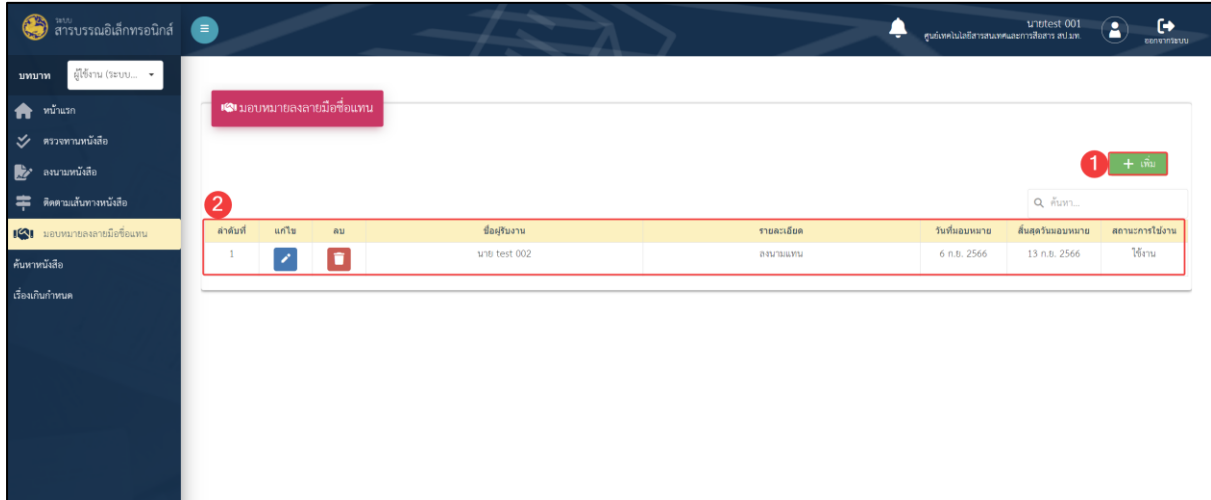 ระบบ
สารบรรณอิเล็กทรอนิกส์
นายtest 001
ศูนย์เทคโนโลยีสารสนเทศและการสื่อสาร สป.มท.
ออกจากระบบ
บทบาท
ผู้ใช้งาน (ระบบ...
หน้าแรก
ตรวจทานหนังสือ
ลงนามหนังสือ
ติดตามเส้นทางหนังสือ
มอบหมายลงลายมือชื่อแทน
ค้นหาหนังสือ
เรื่องเกินกำหนด
มอบหมายลงลายมือชื่อแทน
1
+ เพิ่ม
ค้นหา...
2
ลำดับที่ แก้ไข ลบ ชื่อผู้รับงาน รายละเอียด วันที่มอบหมาย สิ้นสุดวันมอบหมาย สถานะการใช้งาน
1 นาย test 002 ลงนามแทน 6 ก.ย. 2566 13 ก.ย. 2566 ใช้งาน